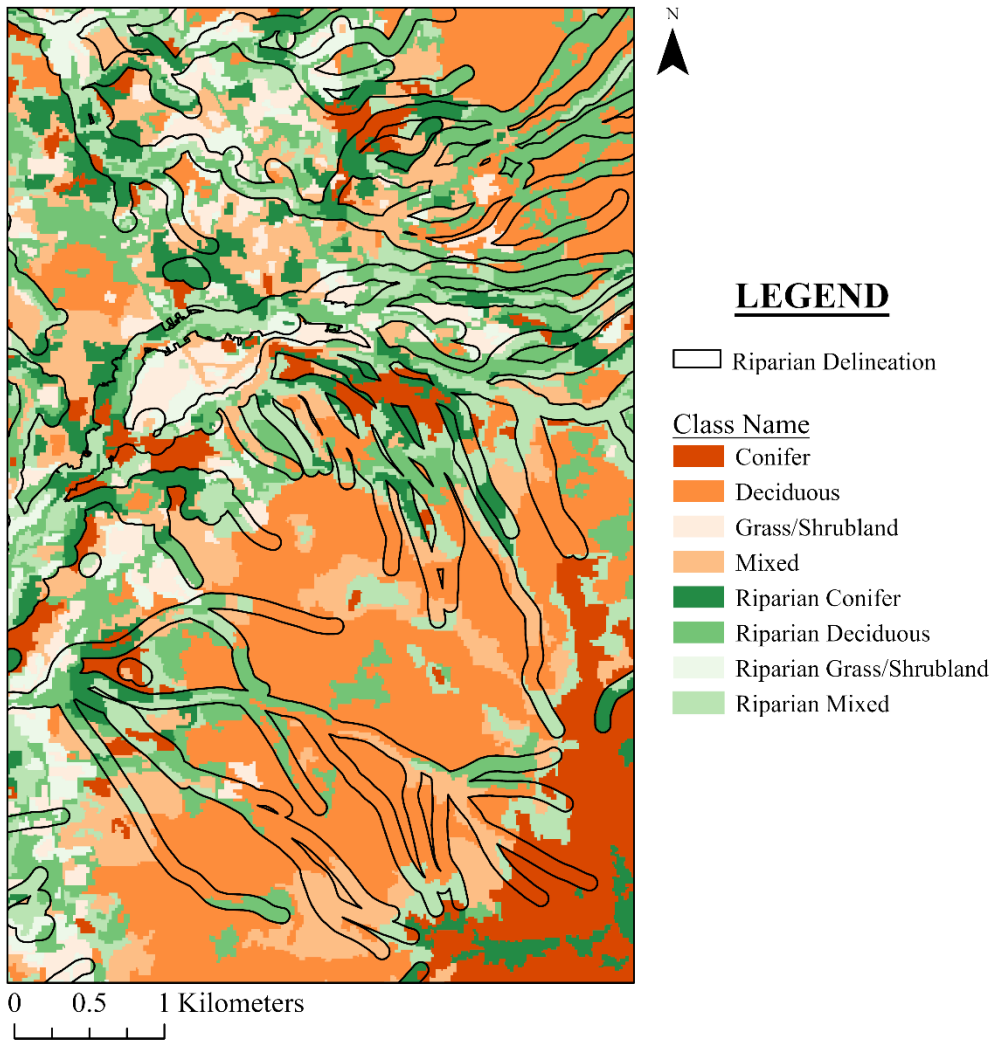 N
LEGEND
Riparian Delineation
Class Name
Conifer
Deciduous
Grass/Shrubland
Mixed
Riparian Conifer
Riparian Deciduous
Riparian Grass/Shrubland
Riparian Mixed
0 0.5 1 Kilometers